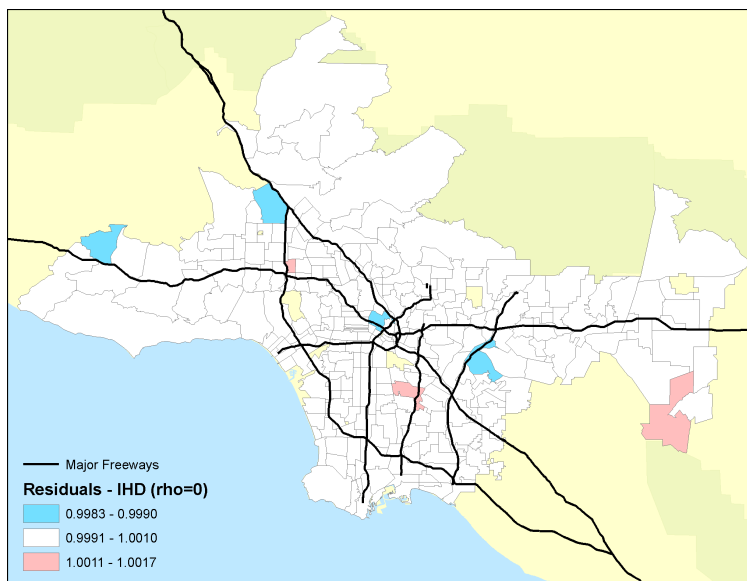 Major Freeways
Residuals - IHD (rho=0)
0.9983 - 0.9990
0.9991 - 1.0010
1.0011 - 1.0017